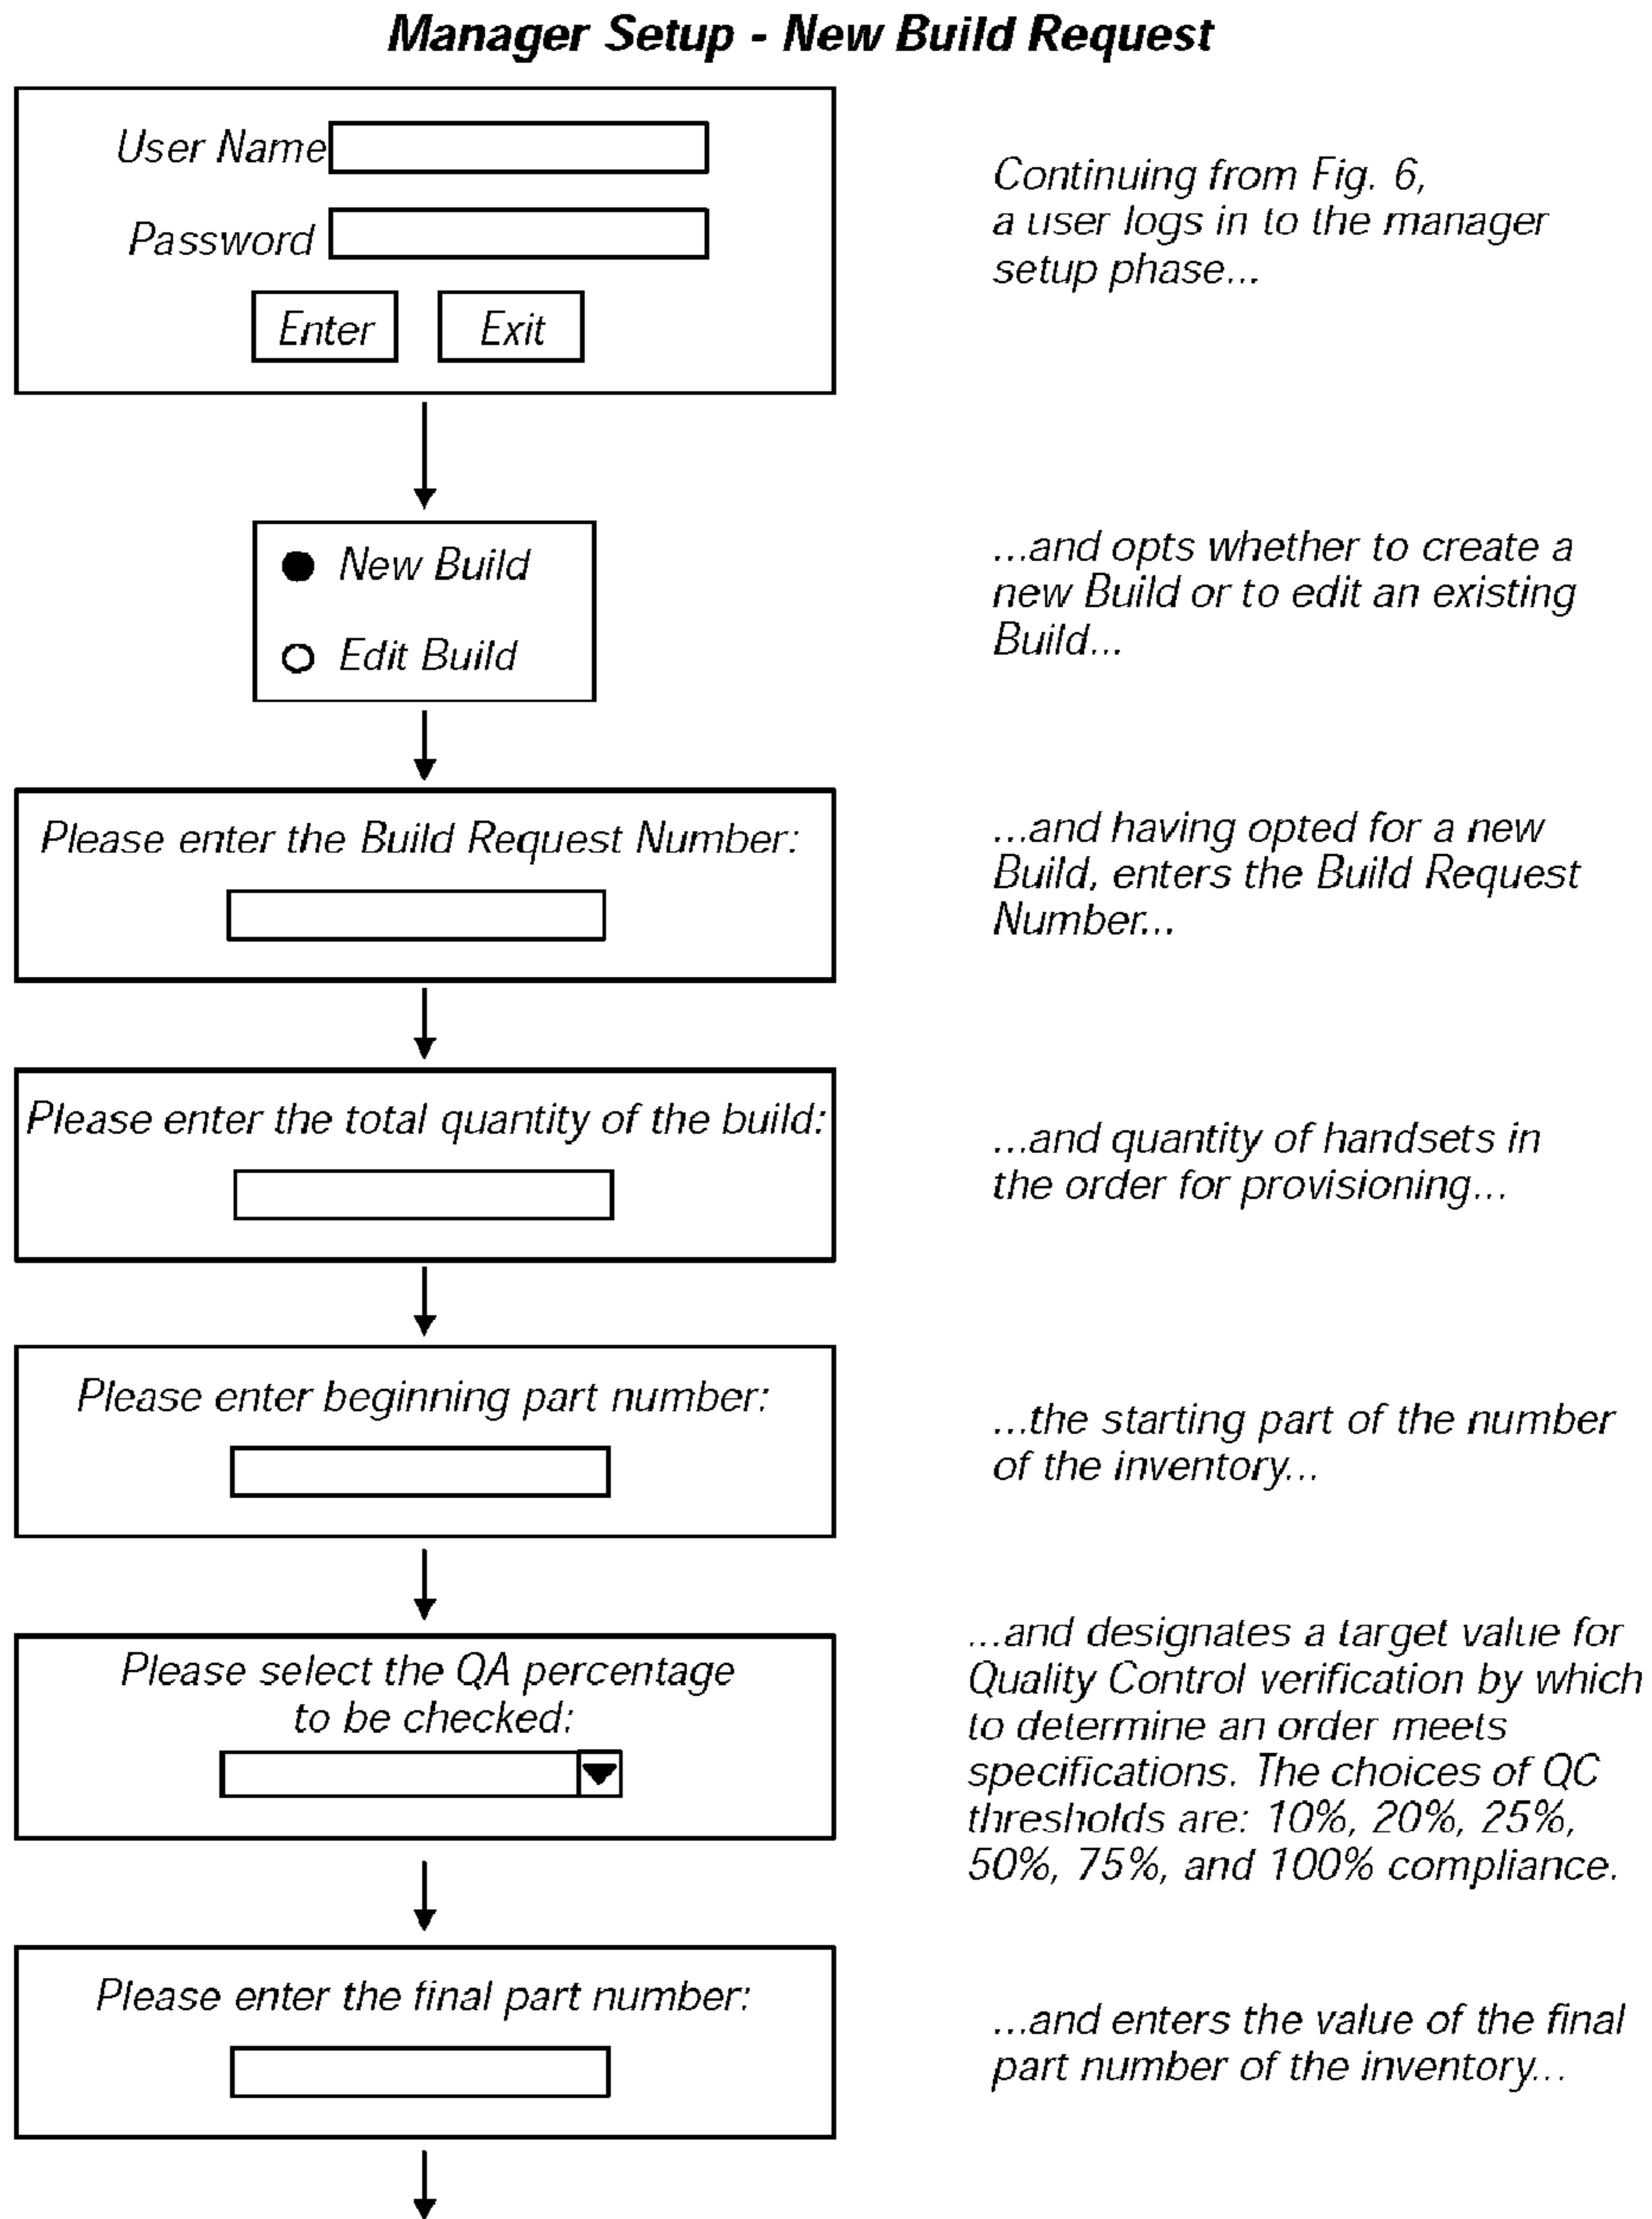 Manager Setup - New Build Request
User Name
Password
Enter Exit
Continuing from Fig. 6,
a user logs in to the manager
setup phase...
New Build
Edit Build
...and opts whether to create a
new Build or to edit an existing
Build...
Please enter the Build Request Number:
...and having opted for a new
Build, enters the Build Request
Number...
Please enter the total quantity of the build:
...and quantity of handsets in
the order for provisioning...
Please enter beginning part number:
...the starting part of the number
of the inventory...
Please select the QA percentage
to be checked:
...and designates a target value for
Quality Control verification by which
to determine an order meets
specifications. The choices of QC
thresholds are: 10%, 20%, 25%,
50%, 75%, and 100% compliance.
Please enter the final part number:
...and enters the value of the final
part number of the inventory...